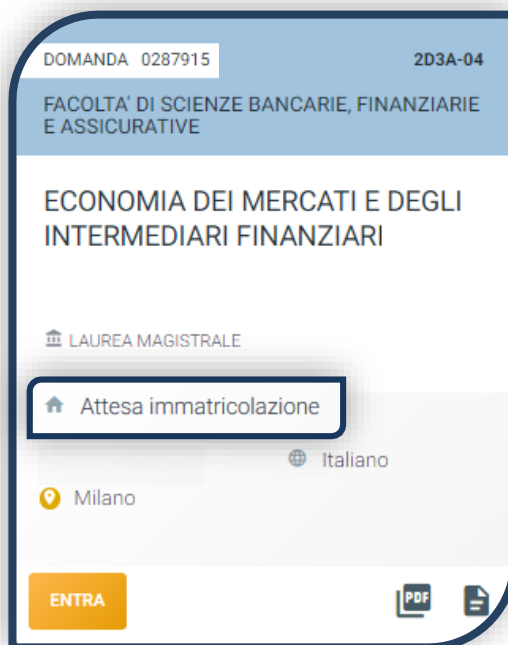 DOMANDA 0287915 2D3A-04
FACOLTA' DI SCIENZE BANCARIE, FINANZIARIE
E ASSICURATIVE
ECONOMIA DEI MERCATI E DEGLI
INTERMEDIARI FINANZIARI
LAUREA MAGISTRALE
Attesa immatricolazione
Italiano
Milano
ENTRA PDF